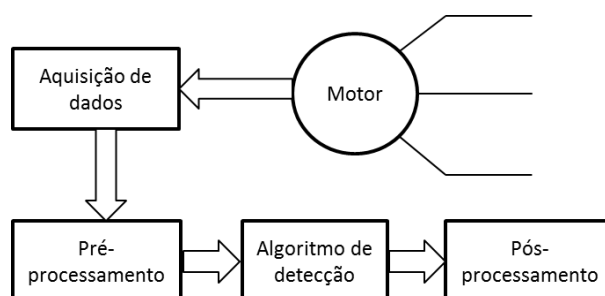 Aquisição de
dados
Motor
Pré-
processamento
Algoritmo de
detecção
Pós-
processamento